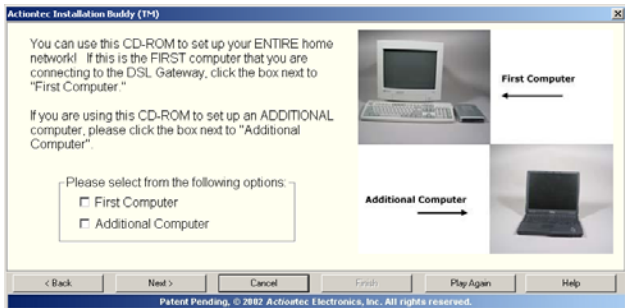 Actiontec Installation Buddy (TM)
You can use this CD-ROM to set up your ENTIRE home
network! If this is the FIRST computer that you are
connecting to the DSL Gateway, click the box next to
"First Computer."
If you are using this CD-ROM to set up an ADDITIONAL
computer, please click the box next to "Additional
Computer".
Please select from the following options:
First Computer
Additional Computer
First Computer
Additional Computer
< Back
Next >
Cancel
Finish
Play Again
Help
Patent Pending, © 2002 Actiontec Electronics, Inc. All rights reserved.